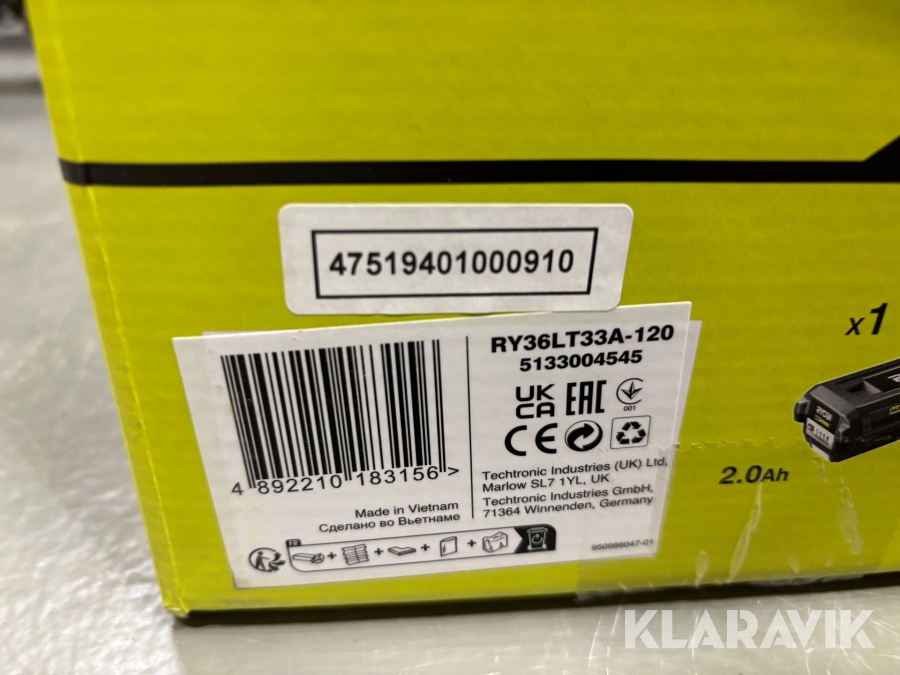 47519401000910
RY36LT33A-120
5133004545
UK
CA
EAC
001
CE
4 892210 183156>
Techtronic Industries (UK) Ltd,
Marlow SL7 1YL, UK
Techtronic Industries GmbH,
71364 Winnenden, Germany
Made in Vietnam
Сделано во Вьетнаме
FR
+ + + +
950986047-01
x1
RYOBI
2.0Ah
KLARAVIK